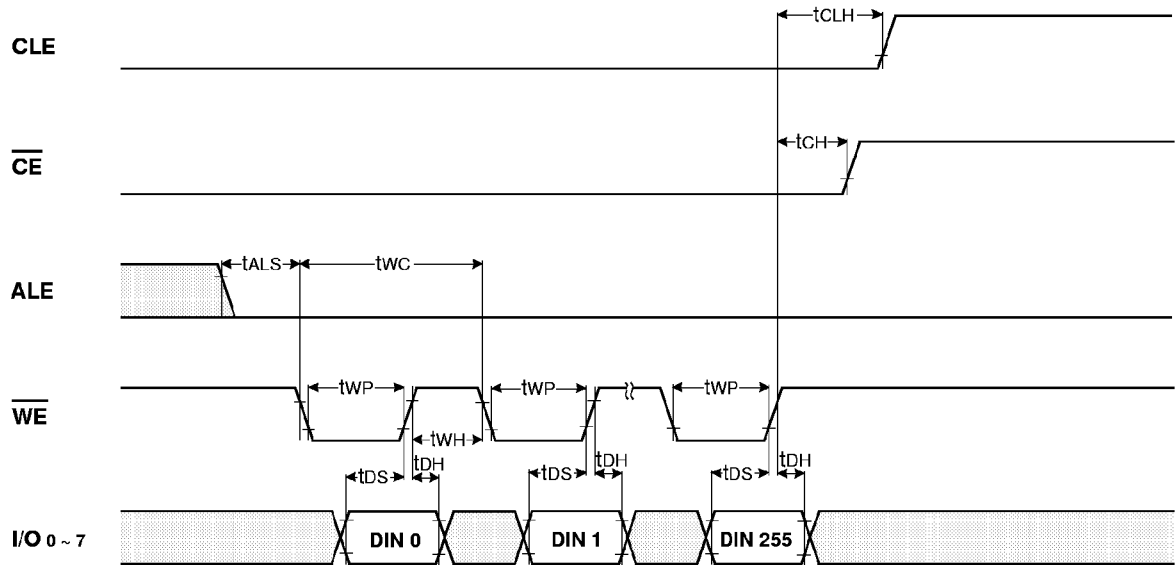 CLE
tCLH
CE
tCH
ALE
tALS
tWC
WE
tWP
tWP
tWP
tWH
tDS
tDH
tDS
tDH
tDS
tDH
I/O 0 ~ 7
DIN 0
DIN 1
DIN 255